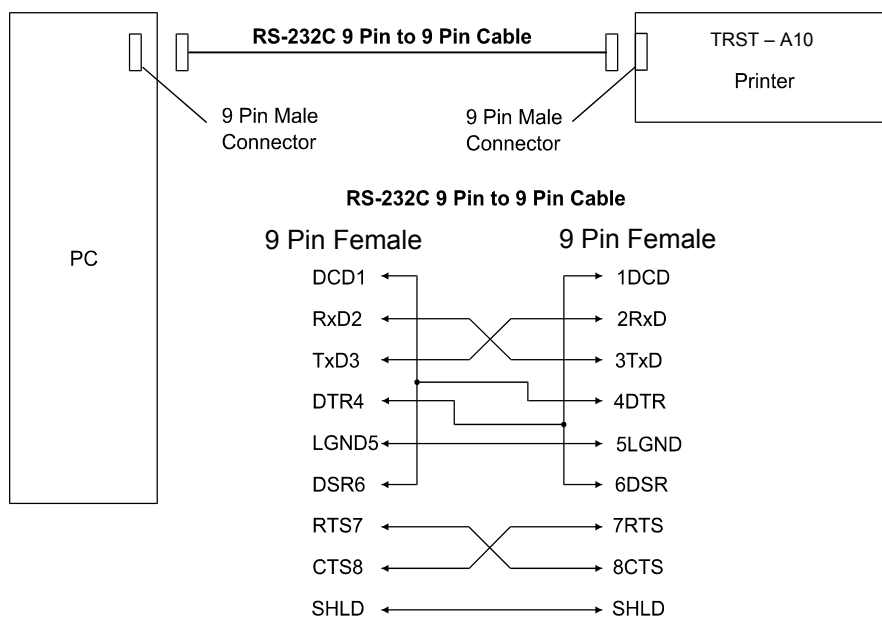 RS-232C 9 Pin to 9 Pin Cable
TRST – A10
Printer
9 Pin Male
Connector
9 Pin Male
Connector
PC
RS-232C 9 Pin to 9 Pin Cable
9 Pin Female 9 Pin Female
DCD1 1DCD
RxD2 2RxD
TxD3 3TxD
DTR4 4DTR
LGND5 5LGND
DSR6 6DSR
RTS7 7RTS
CTS8 8CTS
SHLD SHLD